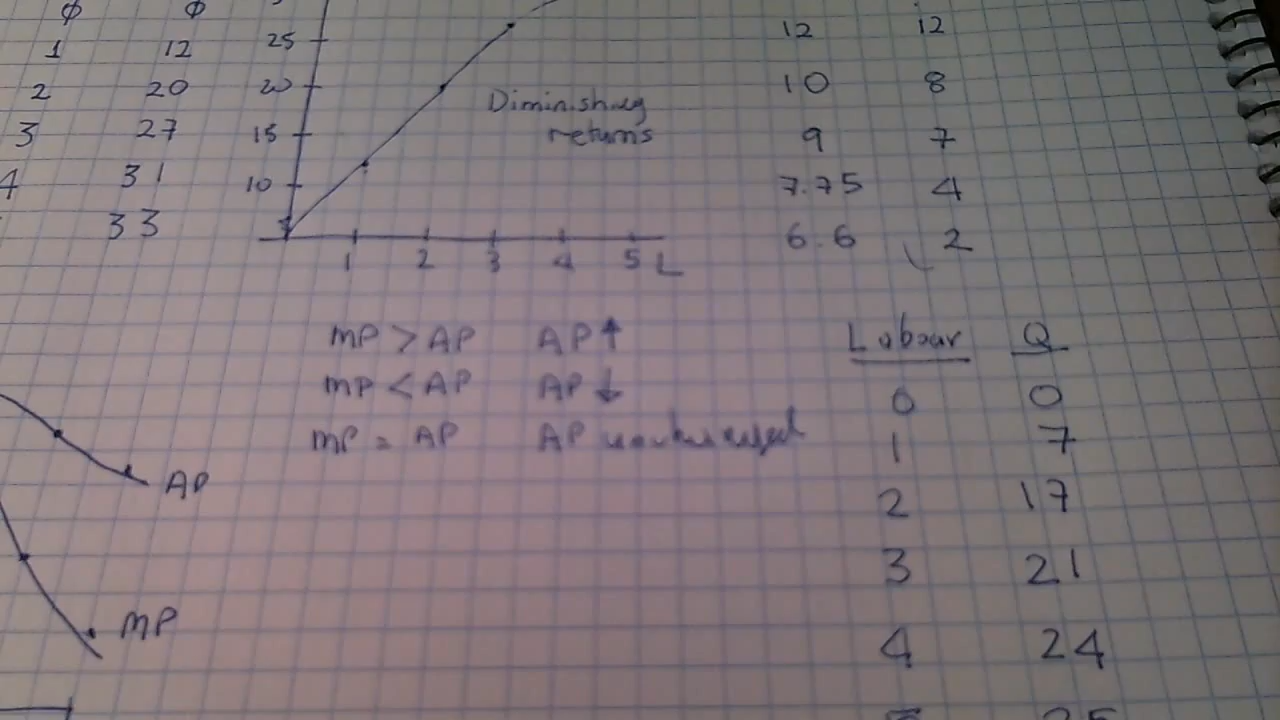 φ φ
1 12
2 20
3 27
4 31
33
25
20
15
10
1 2 3 4 5 L
Diminishing
returns
12 12
10 8
9 7
7.75 4
6.6 2
MP > AP AP ↑
MP < AP AP ↓
MP = AP AP
AP
MP
Labour Q
0 0
1 7
2 17
3 21
4 24